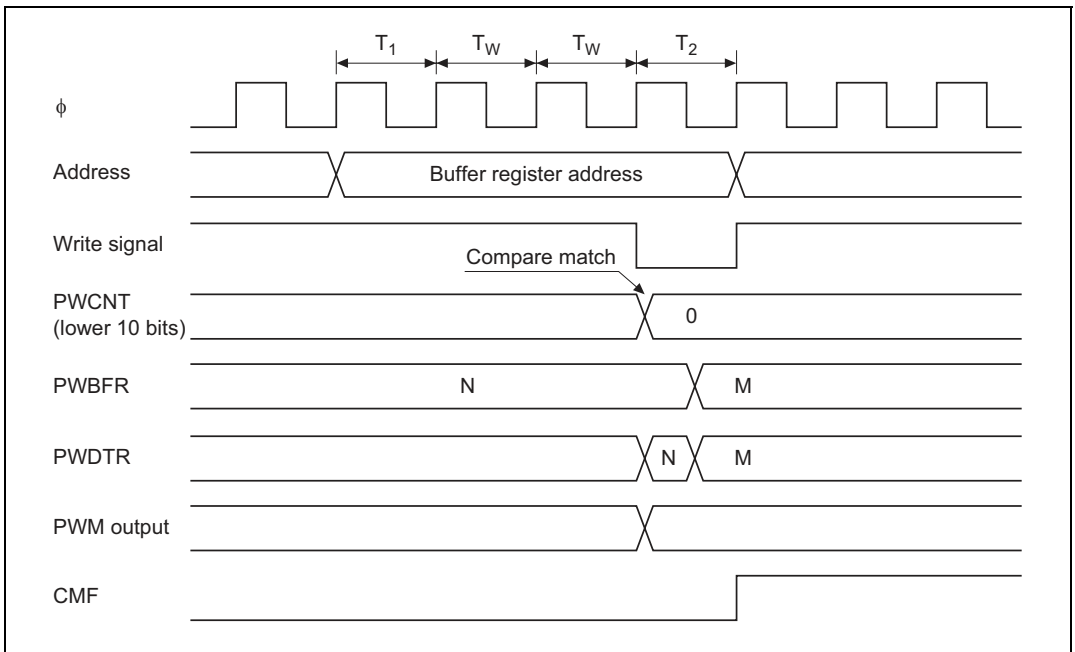 T1 TW TW T2
ϕ
Address
Buffer register address
Write signal
Compare match
PWCNT
(lower 10 bits)
0
PWBFR
N M
PWDTR
N M
PWM output
CMF